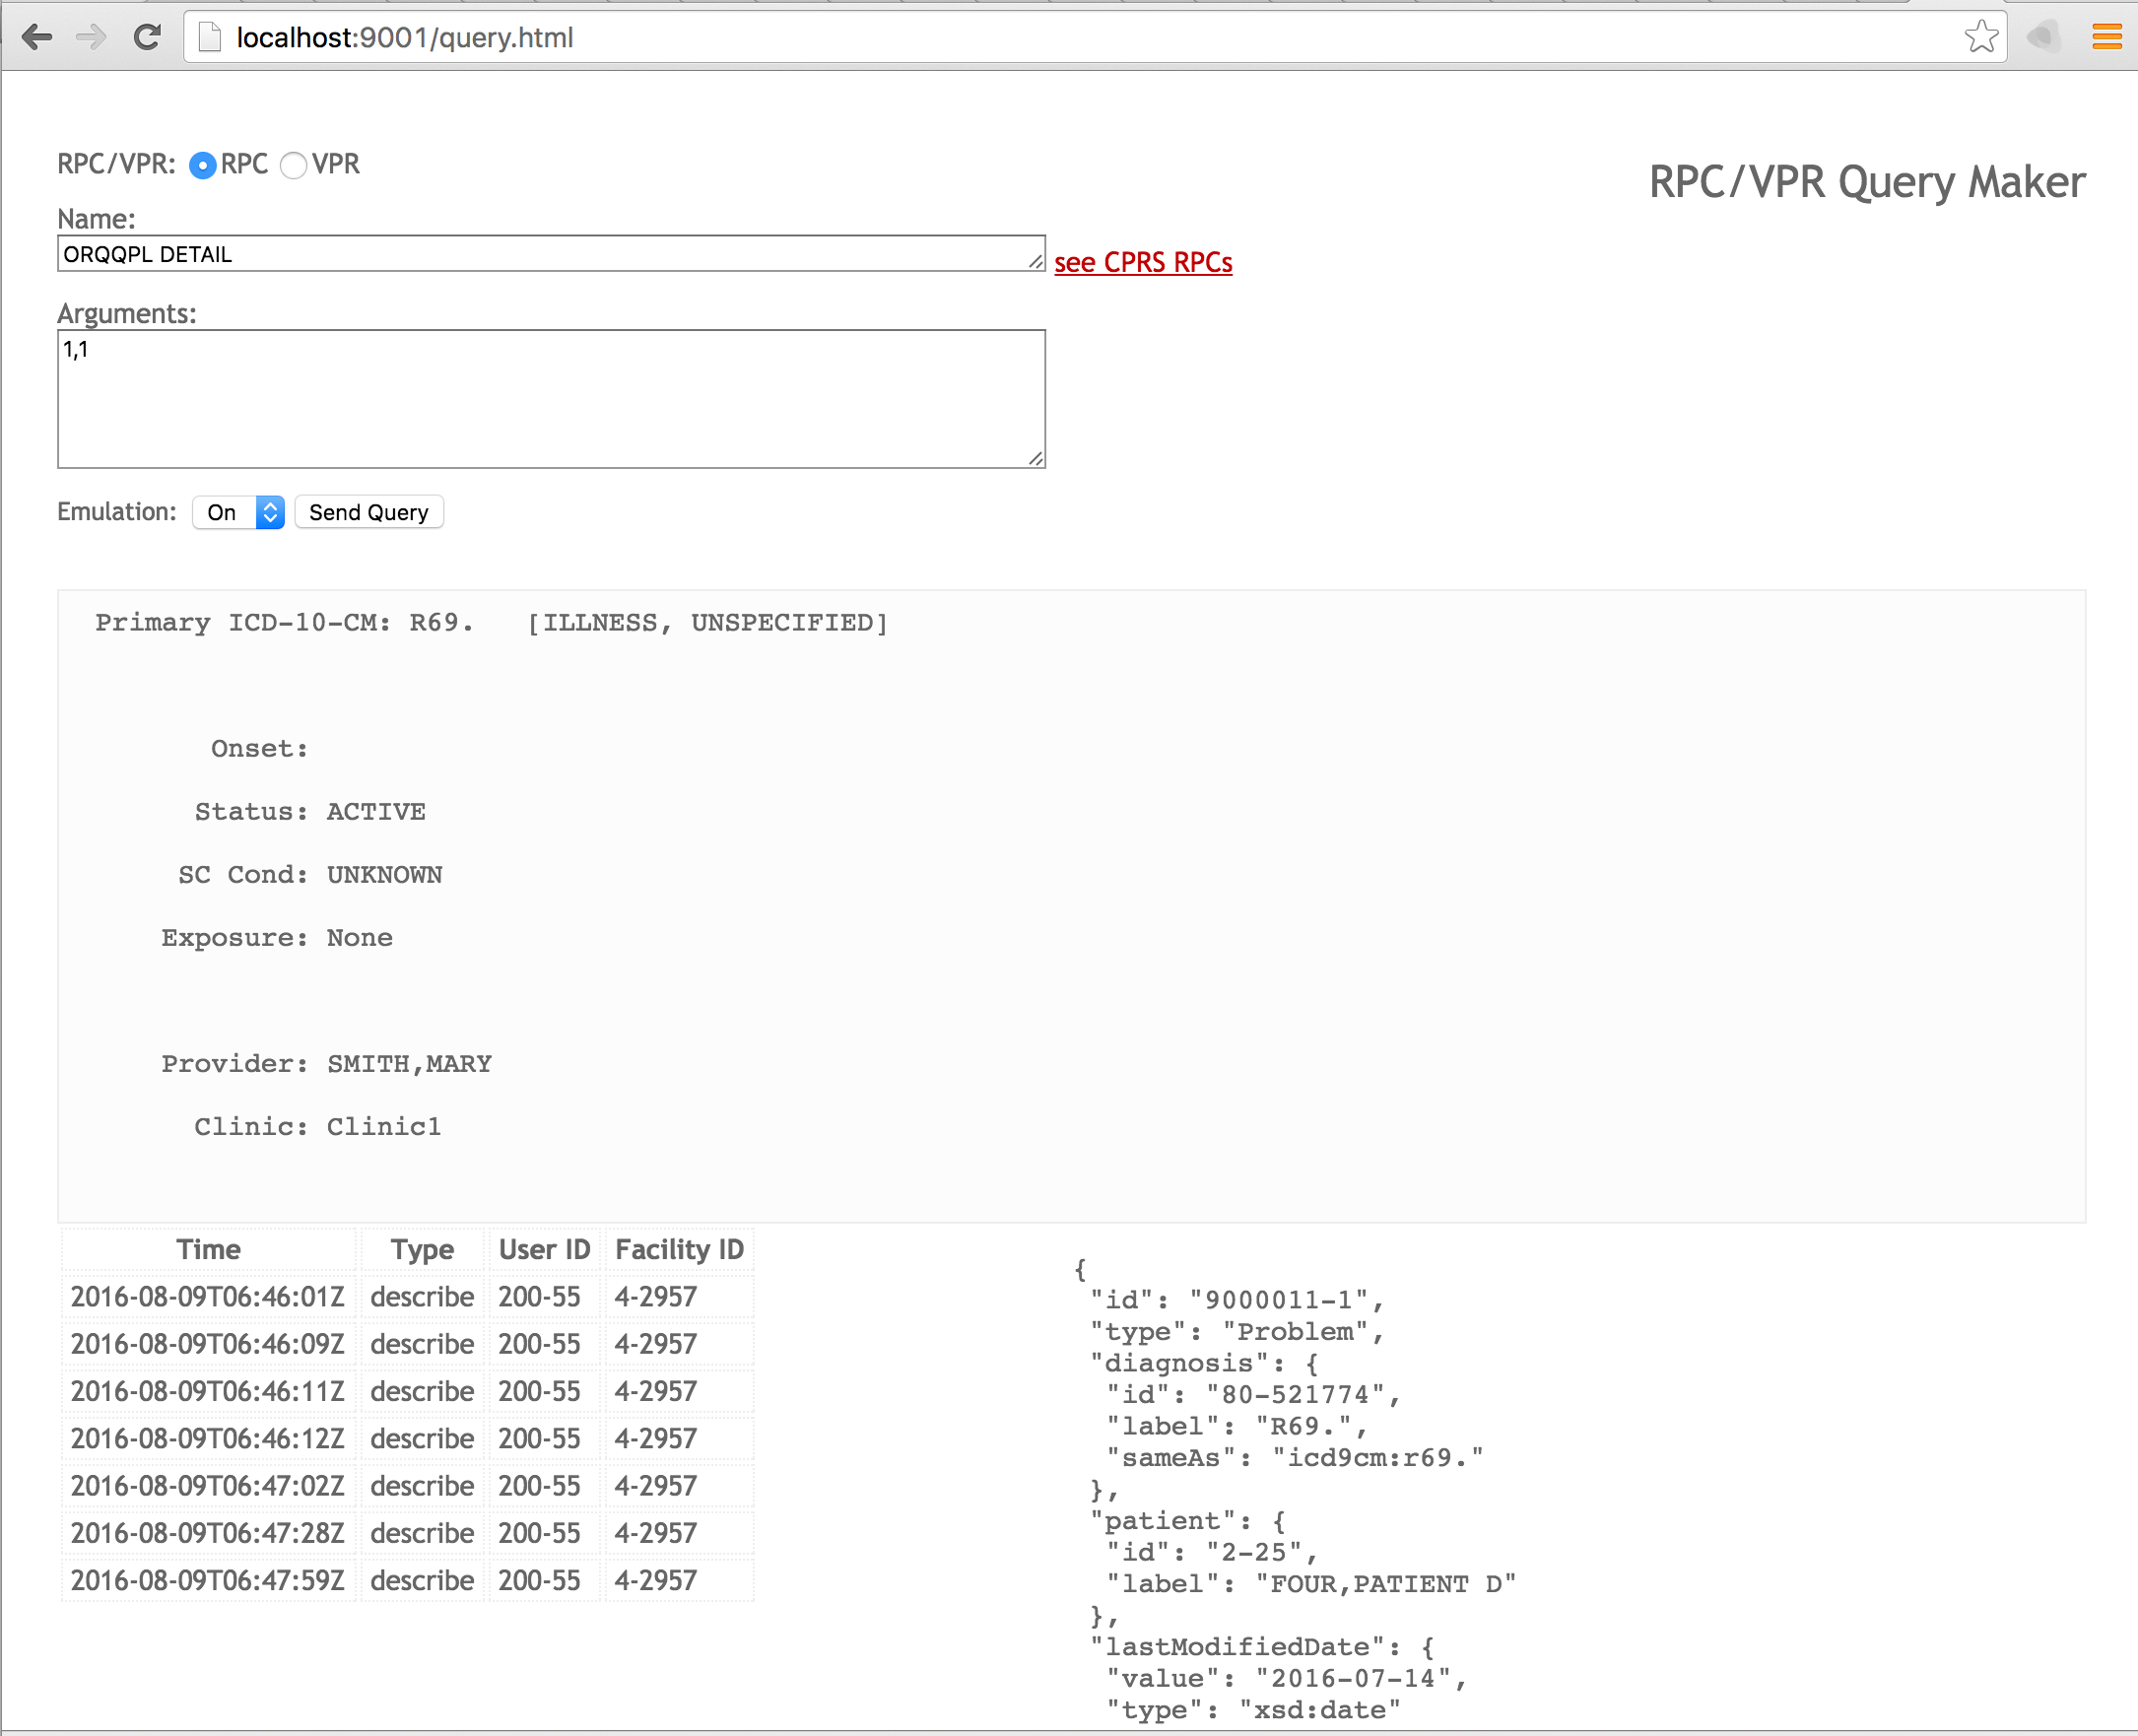 localhost:9001/query.html
RPC/VPR: RPC VPR
RPC/VPR Query Maker
Name:
ORQQPL DETAIL
see CPRS RPCs
Arguments:
1,1
Emulation: On Send Query
Primary ICD-10-CM: R69. [ILLNESS, UNSPECIFIED]
Onset:
Status: ACTIVE
SC Cond: UNKNOWN
Exposure: None
Provider: SMITH,MARY
Clinic: Clinic1
Time Type User ID Facility ID
2016-08-09T06:46:01Z describe 200-55 4-2957
2016-08-09T06:46:09Z describe 200-55 4-2957
2016-08-09T06:46:11Z describe 200-55 4-2957
2016-08-09T06:46:12Z describe 200-55 4-2957
2016-08-09T06:47:02Z describe 200-55 4-2957
2016-08-09T06:47:28Z describe 200-55 4-2957
2016-08-09T06:47:59Z describe 200-55 4-2957
{
"id": "9000011-1",
"type": "Problem",
"diagnosis": {
"id": "80-521774",
"label": "R69.",
"sameAs": "icd9cm:r69."
},
"patient": {
"id": "2-25",
"label": "FOUR,PATIENT D"
},
"lastModifiedDate": {
"value": "2016-07-14",
"type": "xsd:date"